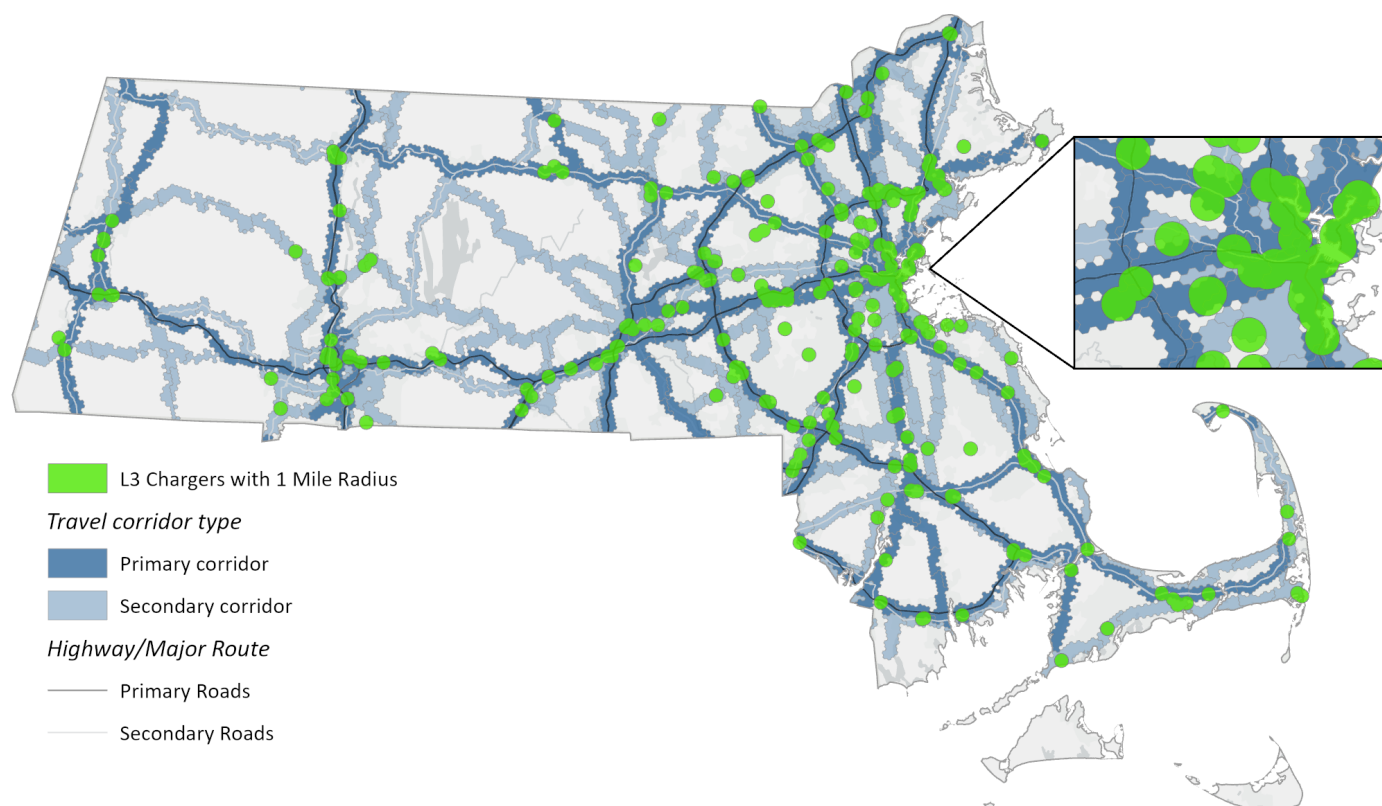 L3 Chargers with 1 Mile Radius
Travel corridor type
Primary corridor
Secondary corridor
Highway/Major Route
Primary Roads
Secondary Roads